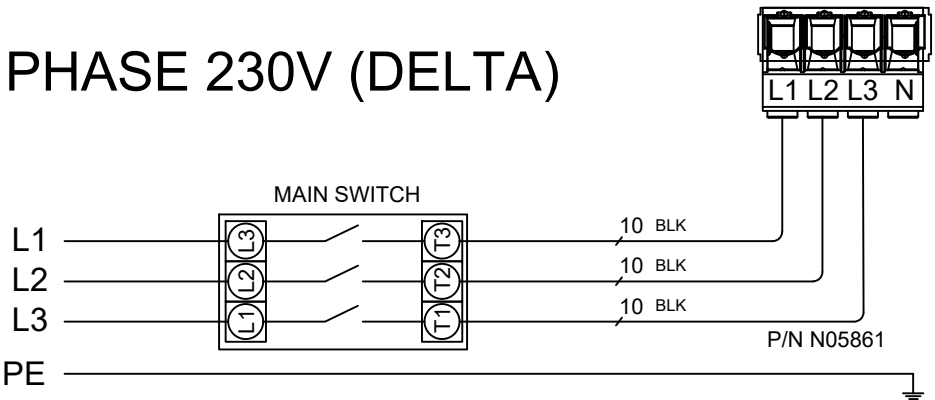 PHASE 230V (DELTA)
L1 L2 L3 N
MAIN SWITCH
L1 L3 T3 10 BLK
L2 L2 T2 10 BLK
L3 L1 T1 10 BLK
P/N N05861
PE